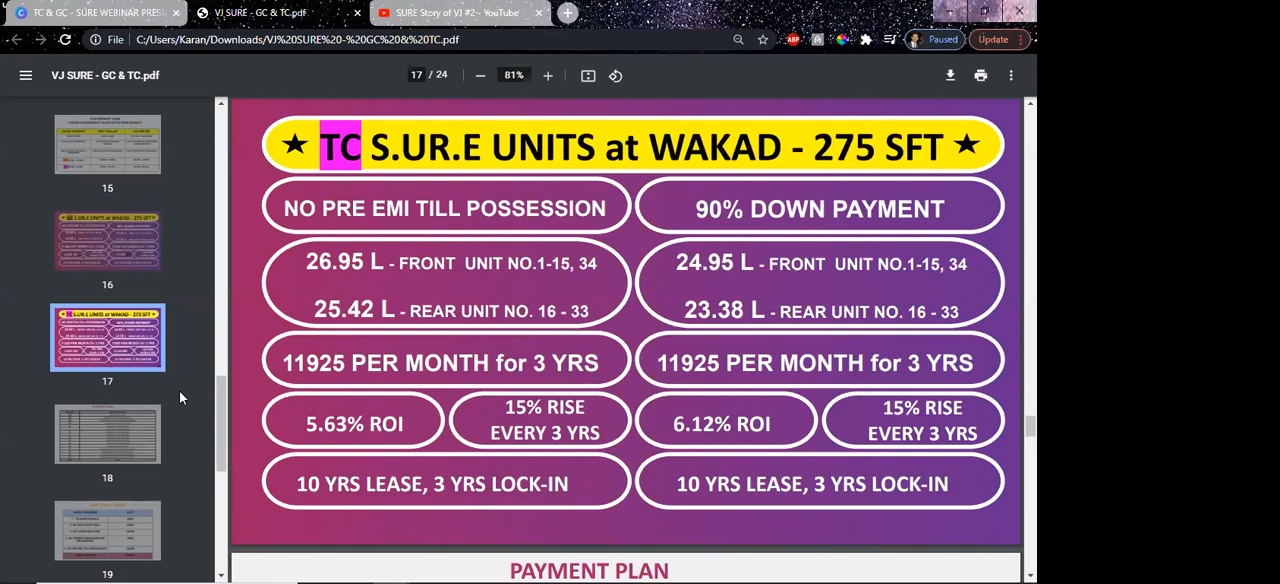 TC & GC - SURE WEBINAR PRESE
VJ SURE - GC & TC.pdf
SURE Story of VJ #2~ YouTube
File
C:/Users/Karan/Downloads/VJ%20SURE%20-%20GC%20&%20TC.pdf
ABP
Paused
Update
VJ SURE - GC & TC.pdf
17 / 24
81%
15
16
17
18
19
TC S.UR.E UNITS at WAKAD - 275 SFT
NO PRE EMI TILL POSSESSION
90% DOWN PAYMENT
26.95 L - FRONT UNIT NO.1-15, 34
25.42 L - REAR UNIT NO. 16 - 33
24.95 L - FRONT UNIT NO.1-15, 34
23.38 L - REAR UNIT NO. 16 - 33
11925 PER MONTH for 3 YRS
11925 PER MONTH for 3 YRS
5.63% ROI
15% RISE
EVERY 3 YRS
6.12% ROI
15% RISE
EVERY 3 YRS
10 YRS LEASE, 3 YRS LOCK-IN
10 YRS LEASE, 3 YRS LOCK-IN
PAYMENT PLAN